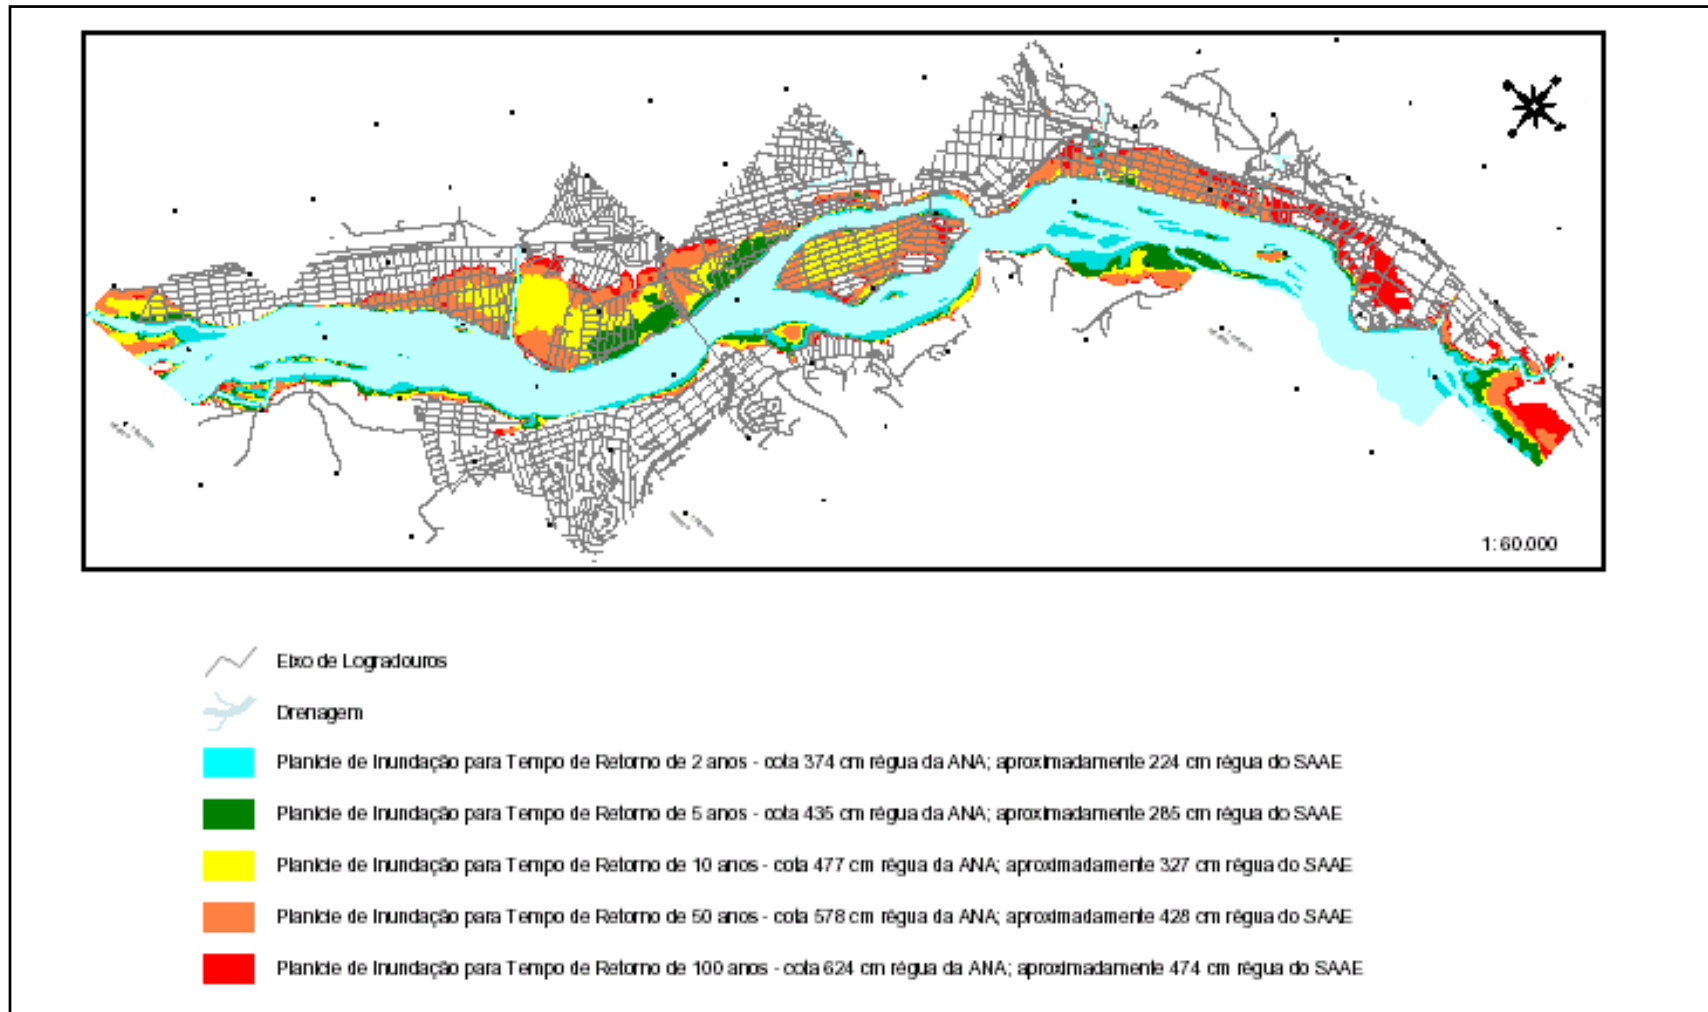 1:60.000
Eixo de Logradouros
Drenagem
Planície de Inundação para Tempo de Retorno de 2 anos - cota 374 cm régua da ANA; aproximadamente 224 cm régua do SAAE
Planície de Inundação para Tempo de Retorno de 5 anos - cota 435 cm régua da ANA; aproximadamente 285 cm régua do SAAE
Planície de Inundação para Tempo de Retorno de 10 anos - cota 477 cm régua da ANA; aproximadamente 327 cm régua do SAAE
Planície de Inundação para Tempo de Retorno de 50 anos - cota 578 cm régua da ANA; aproximadamente 428 cm régua do SAAE
Planície de Inundação para Tempo de Retorno de 100 anos - cota 624 cm régua da ANA; aproximadamente 474 cm régua do SAAE